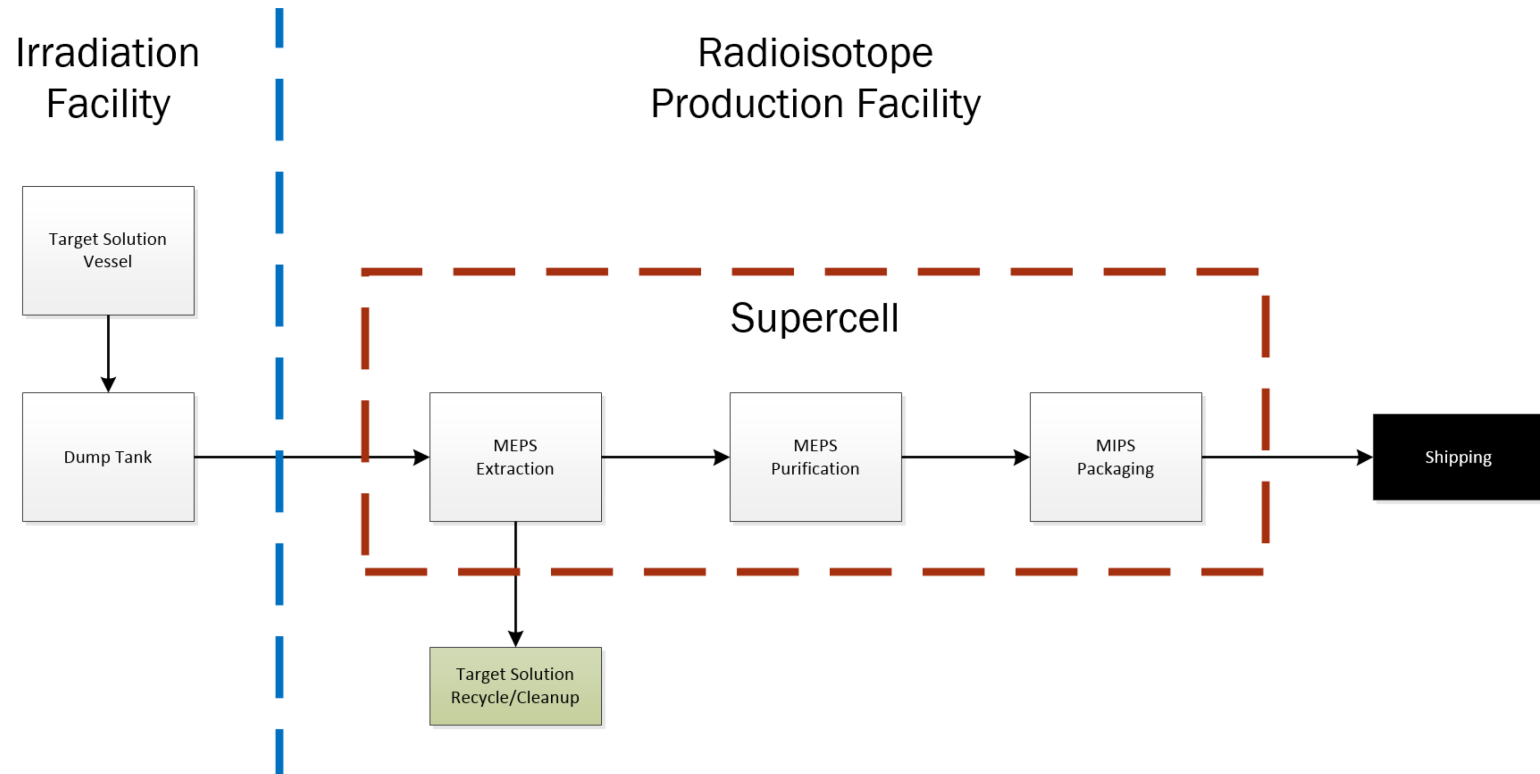 Irradiation
Facility
Radioisotope
Production Facility
Target Solution
Vessel
Supercell
Dump Tank
MEPS
Extraction
MEPS
Purification
MIPS
Packaging
Shipping
Target Solution
Recycle/Cleanup